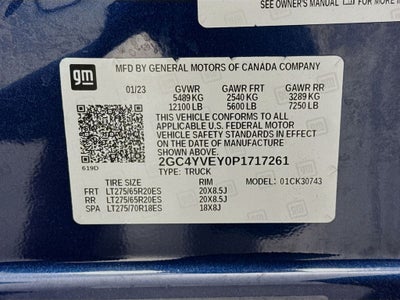 SEE OWNER'S MANUAL
gm
MFD BY GENERAL MOTORS OF CANADA COMPANY
01/23 GVWR GAWR FRT GAWR RR
5489 KG 2540 KG 3289 KG
12100 LB 5600 LB 7250 LB
THIS VEHICLE CONFORMS TO ALL
APPLICABLE U.S. FEDERAL MOTOR
VEHICLE SAFETY STANDARDS IN EFFECT
ON THE DATE OF MANUFACTURE SHOWN ABOVE.
2GC4YVEY0P1717261
619D TYPE: TRUCK
TIRE SIZE RIM MODEL: 01CK30743
FRT LT275/65R20ES 20X8.5J
RR LT275/65R20ES 20X8.5J
SPA LT275/70R18ES 18X8J